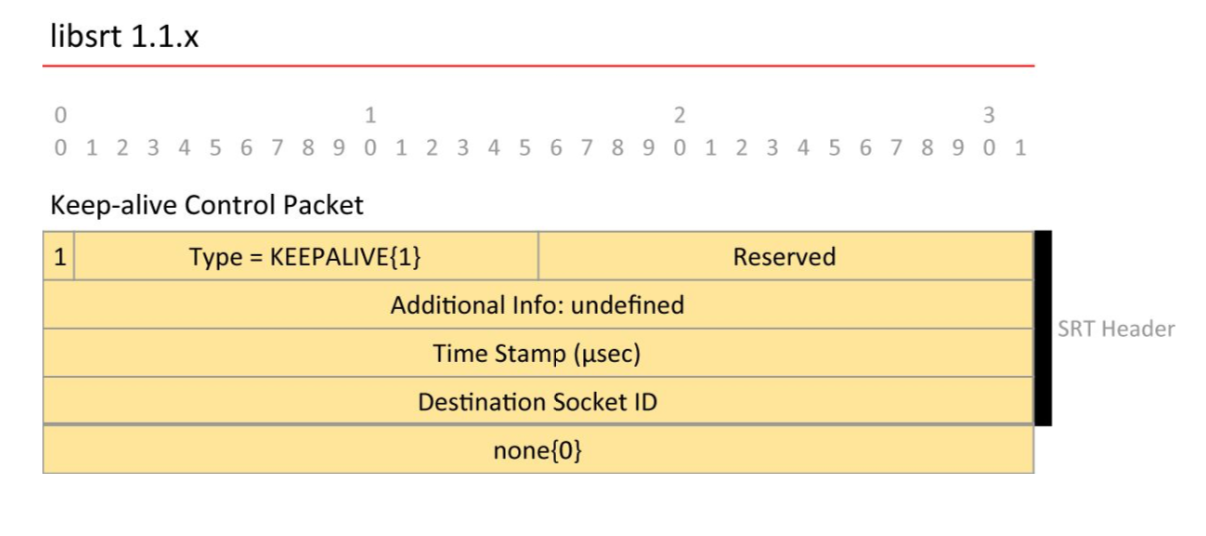 libsrt 1.1.x
0 1 2 3
0 1 2 3 4 5 6 7 8 9 0 1 2 3 4 5 6 7 8 9 0 1 2 3 4 5 6 7 8 9 0 1
Keep-alive Control Packet
1 Type = KEEPALIVE{1} Reserved
Additional Info: undefined
Time Stamp (µsec)
SRT Header
Destination Socket ID
none{0}